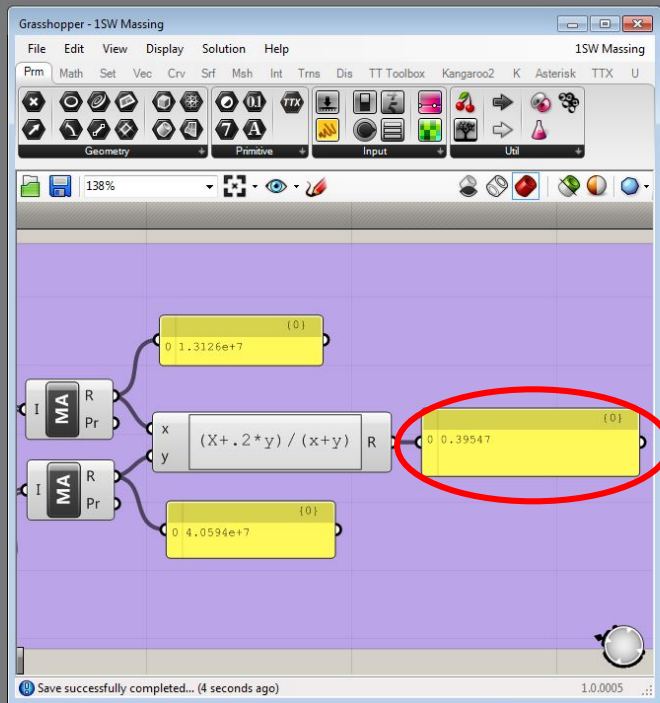 Grasshopper - 1SW Massing
File Edit View Display Solution Help 1SW Massing
Prm Math Set Vec Crv Srf Msh Int Trns Dis TT Toolbox Kangaroo2 K Asterisk TTX U
0.1 TTX
7 A
Geometry + Primitive + Input + Util +
138%
{0}
0 1.3126e+7
I MA R
Pr
x (X+.2*y)/(x+y) R
y
{0}
0 0.39547
I MA R
Pr
{0}
0 4.0594e+7
Save successfully completed... (4 seconds ago) 1.0.0005